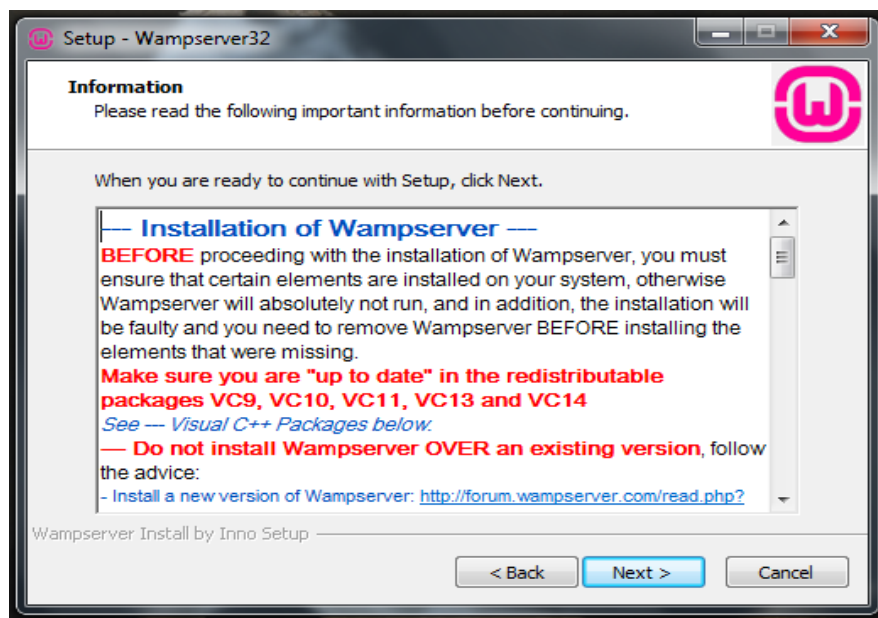 Setup - Wampserver32
Information
Please read the following important information before continuing.
When you are ready to continue with Setup, click Next.
--- Installation of Wampserver ---
BEFORE proceeding with the installation of Wampserver, you must
ensure that certain elements are installed on your system, otherwise
Wampserver will absolutely not run, and in addition, the installation will
be faulty and you need to remove Wampserver BEFORE installing the
elements that were missing.
Make sure you are "up to date" in the redistributable
packages VC9, VC10, VC11, VC13 and VC14
See --- Visual C++ Packages below.
— Do not install Wampserver OVER an existing version, follow
the advice:
- Install a new version of Wampserver: http://forum.wampserver.com/read.php?
Wampserver Install by Inno Setup
< Back Next > Cancel